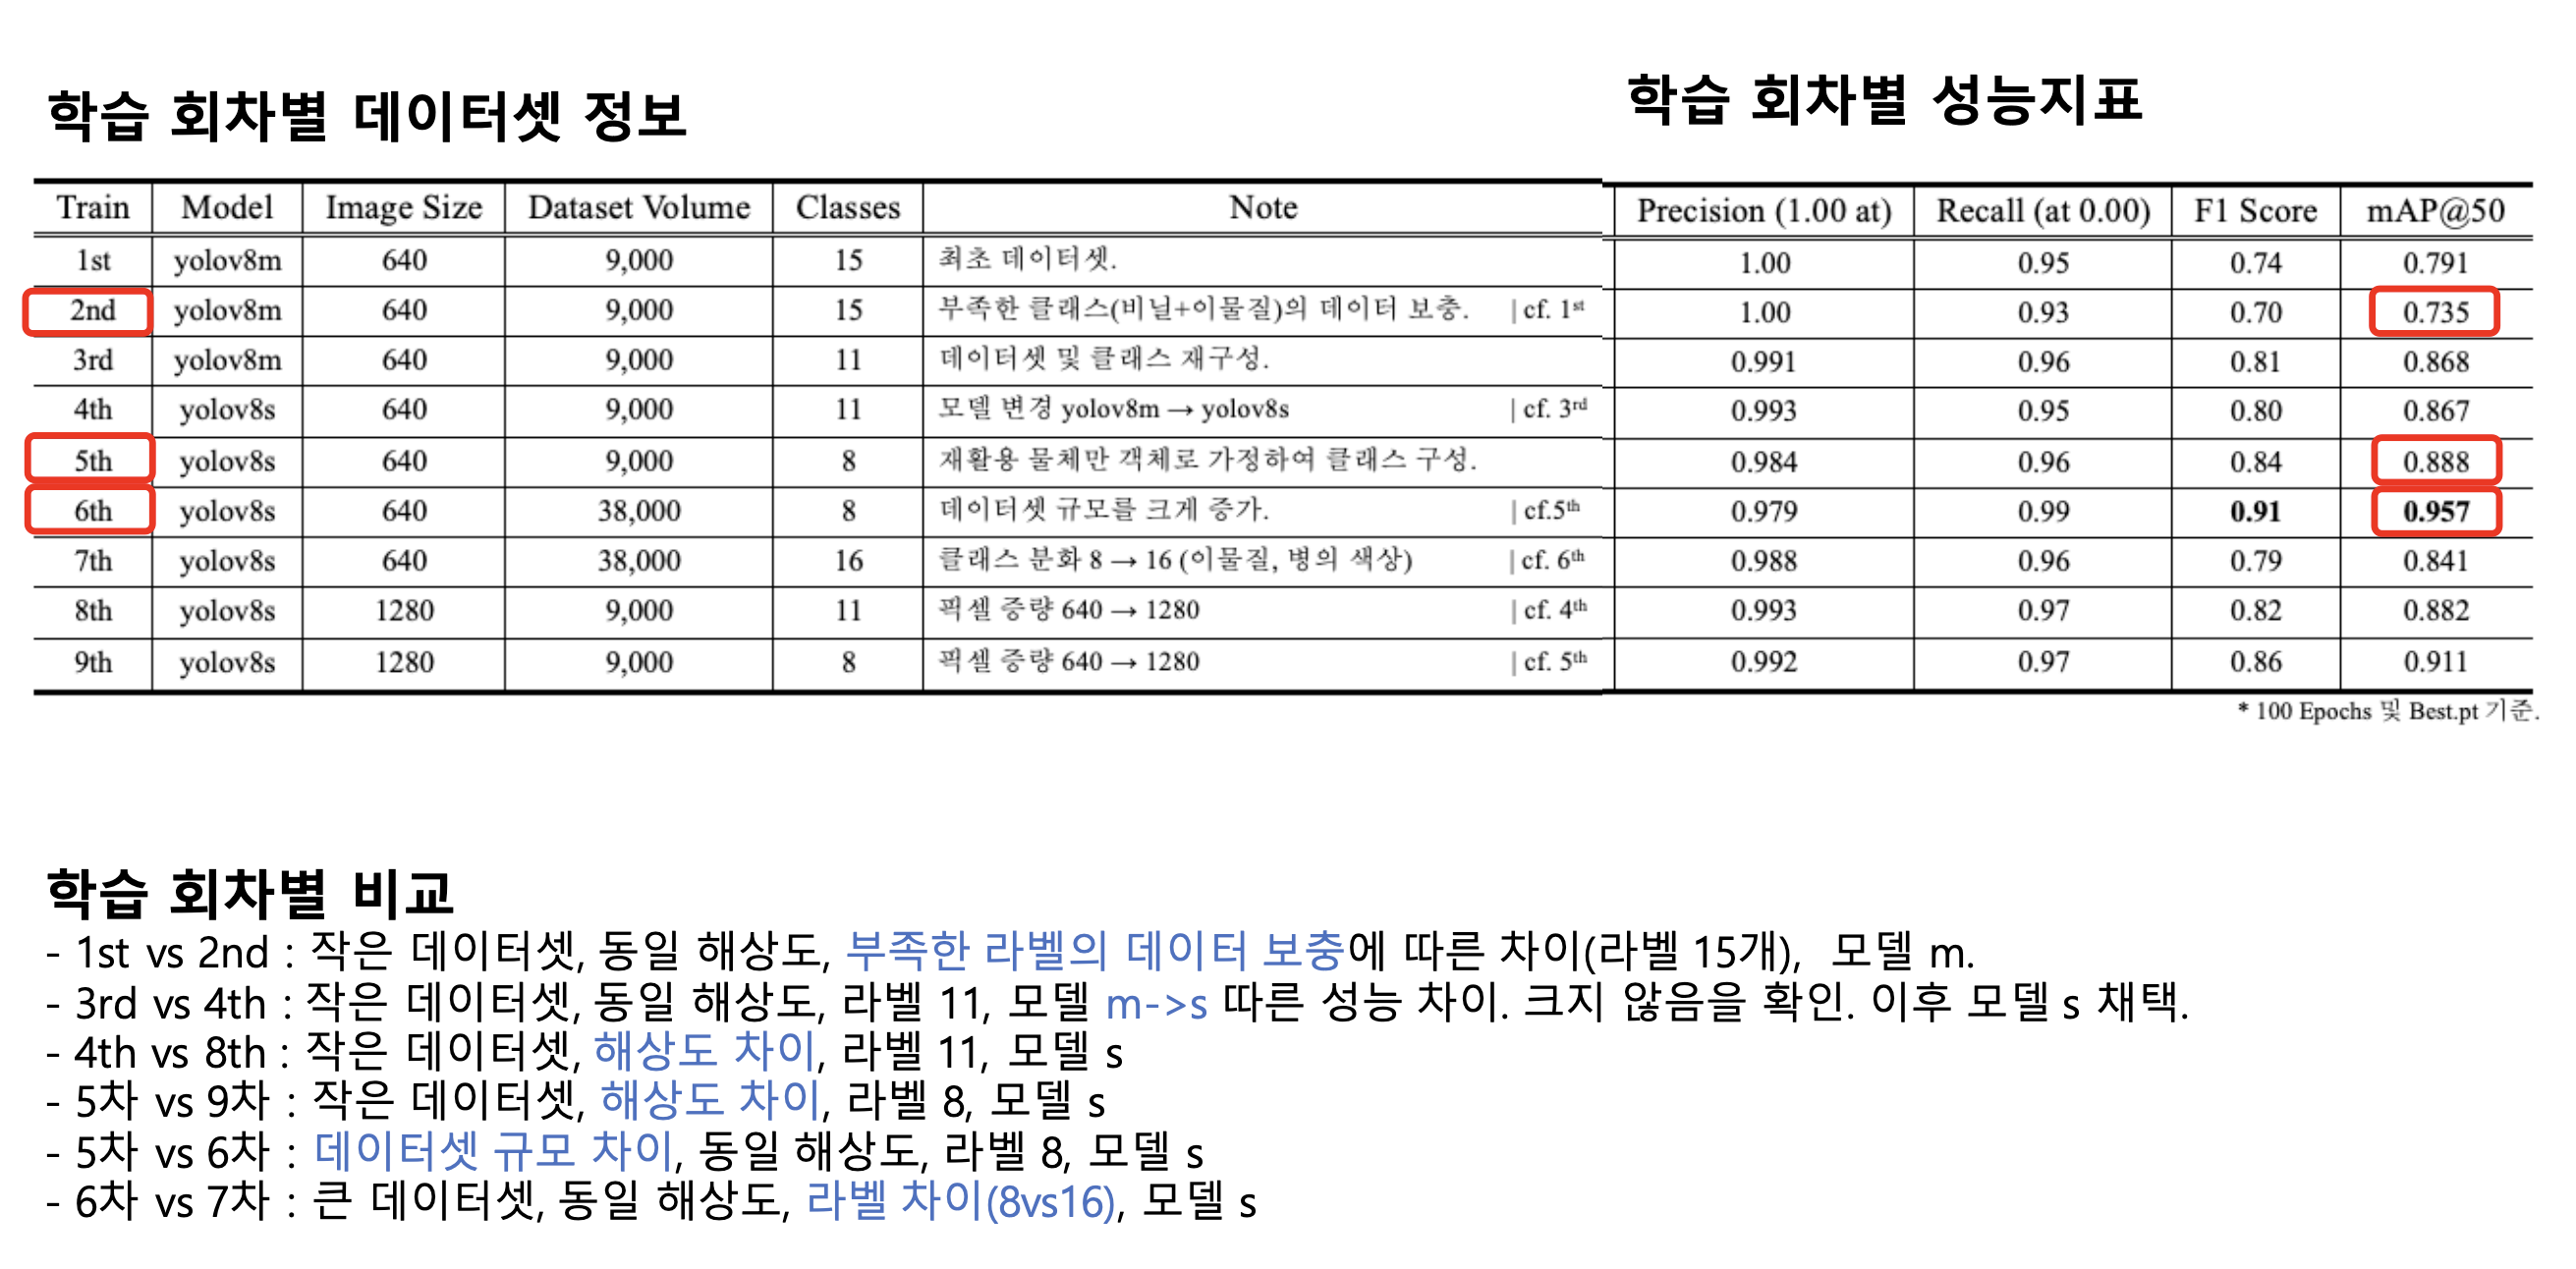 학습 회차별 데이터셋 정보
학습 회차별 성능지표
Train Model Image Size Dataset Volume Classes Note Precision (1.00 at) Recall (at 0.00) F1 Score mAP@50
1st yolov8m 640 9,000 15 최초 데이터셋. 1.00 0.95 0.74 0.791
2nd yolov8m 640 9,000 15 부족한 클래스(비닐+이물질)의 데이터 보충. | cf. 1st 1.00 0.93 0.70 0.735
3rd yolov8m 640 9,000 11 데이터셋 및 클래스 재구성. 0.991 0.96 0.81 0.868
4th yolov8s 640 9,000 11 모델 변경 yolov8m → yolov8s | cf. 3rd 0.993 0.95 0.80 0.867
5th yolov8s 640 9,000 8 재활용 물체만 객체로 가정하여 클래스 구성. 0.984 0.96 0.84 0.888
6th yolov8s 640 38,000 8 데이터셋 규모를 크게 증가. | cf.5th 0.979 0.99 0.91 0.957
7th yolov8s 640 38,000 16 클래스 분화 8 → 16 (이물질, 병의 색상) | cf. 6th 0.988 0.96 0.79 0.841
8th yolov8s 1280 9,000 11 픽셀 증량 640 → 1280 | cf. 4th 0.993 0.97 0.82 0.882
9th yolov8s 1280 9,000 8 픽셀 증량 640 → 1280 | cf. 5th 0.992 0.97 0.86 0.911
* 100 Epochs 및 Best.pt 기준.
학습 회차별 비교
- 1st vs 2nd : 작은 데이터셋, 동일 해상도, 부족한 라벨의 데이터 보충에 따른 차이(라벨 15개), 모델 m.
- 3rd vs 4th : 작은 데이터셋, 동일 해상도, 라벨 11, 모델 m->s 따른 성능 차이. 크지 않음을 확인. 이후 모델 s 채택.
- 4th vs 8th : 작은 데이터셋, 해상도 차이, 라벨 11, 모델 s
- 5차 vs 9차 : 작은 데이터셋, 해상도 차이, 라벨 8, 모델 s
- 5차 vs 6차 : 데이터셋 규모 차이, 동일 해상도, 라벨 8, 모델 s
- 6차 vs 7차 : 큰 데이터셋, 동일 해상도, 라벨 차이(8vs16), 모델 s